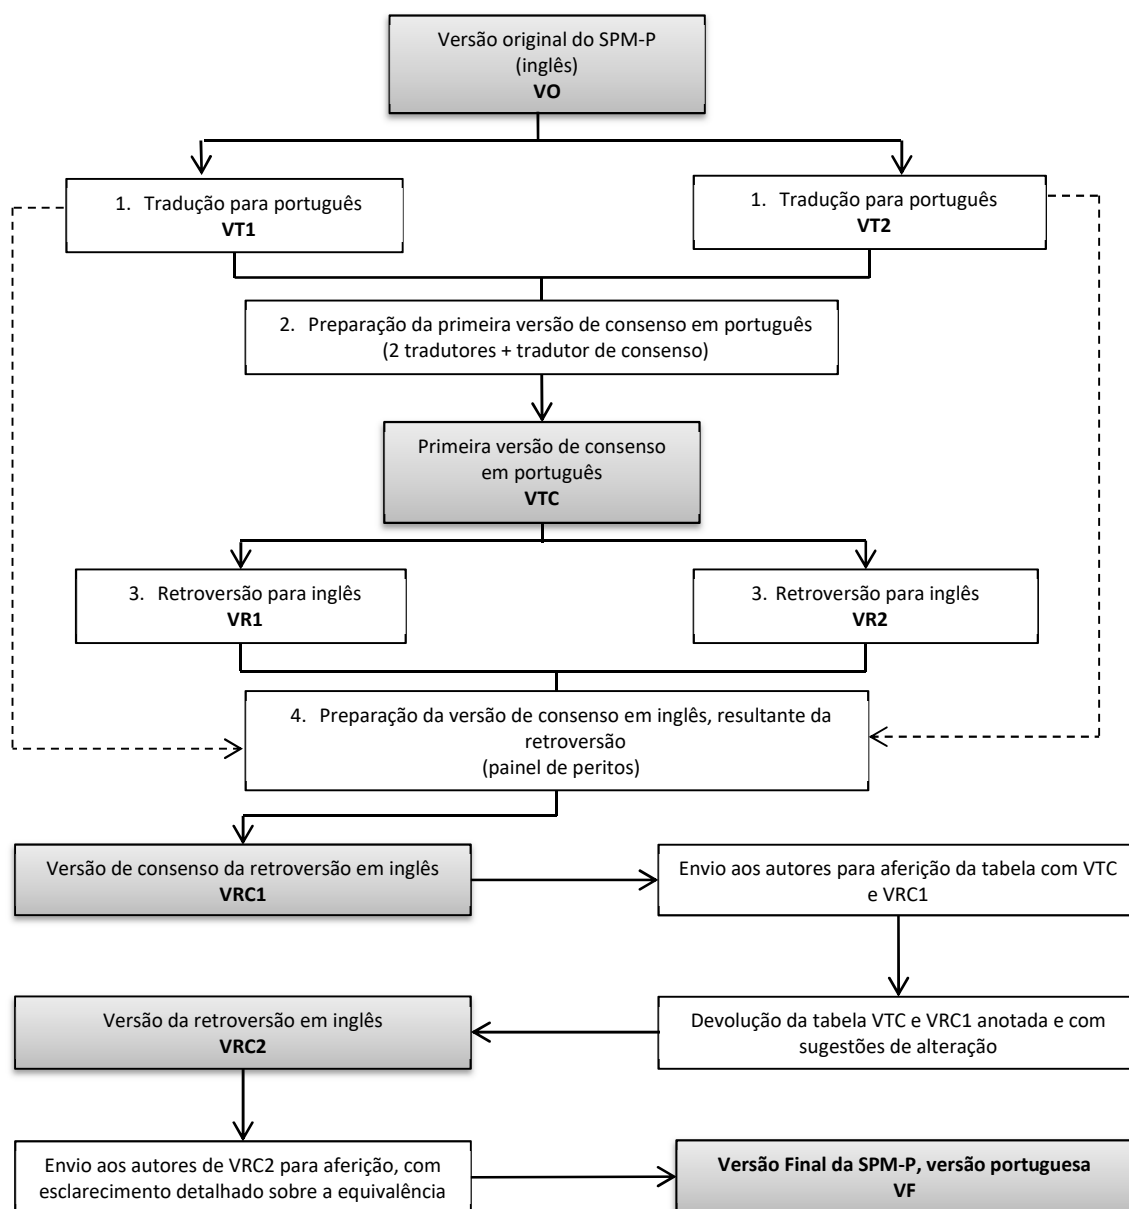 Versão original do SPM-P
(inglês)
VO
1. Tradução para português
VT1
1. Tradução para português
VT2
2. Preparação da primeira versão de consenso em português
(2 tradutores + tradutor de consenso)
Primeira versão de consenso
em português
VTC
3. Retroversão para inglês
VR1
3. Retroversão para inglês
VR2
4. Preparação da versão de consenso em inglês, resultante da
retroversão
(painel de peritos)
Versão de consenso da retroversão em inglês
VRC1
Envio aos autores para aferição da tabela com VTC
e VRC1
Devolução da tabela VTC e VRC1 anotada e com
sugestões de alteração
Versão da retroversão em inglês
VRC2
Envio aos autores de VRC2 para aferição, com
esclarecimento detalhado sobre a equivalência
Versão Final da SPM-P, versão portuguesa
VF